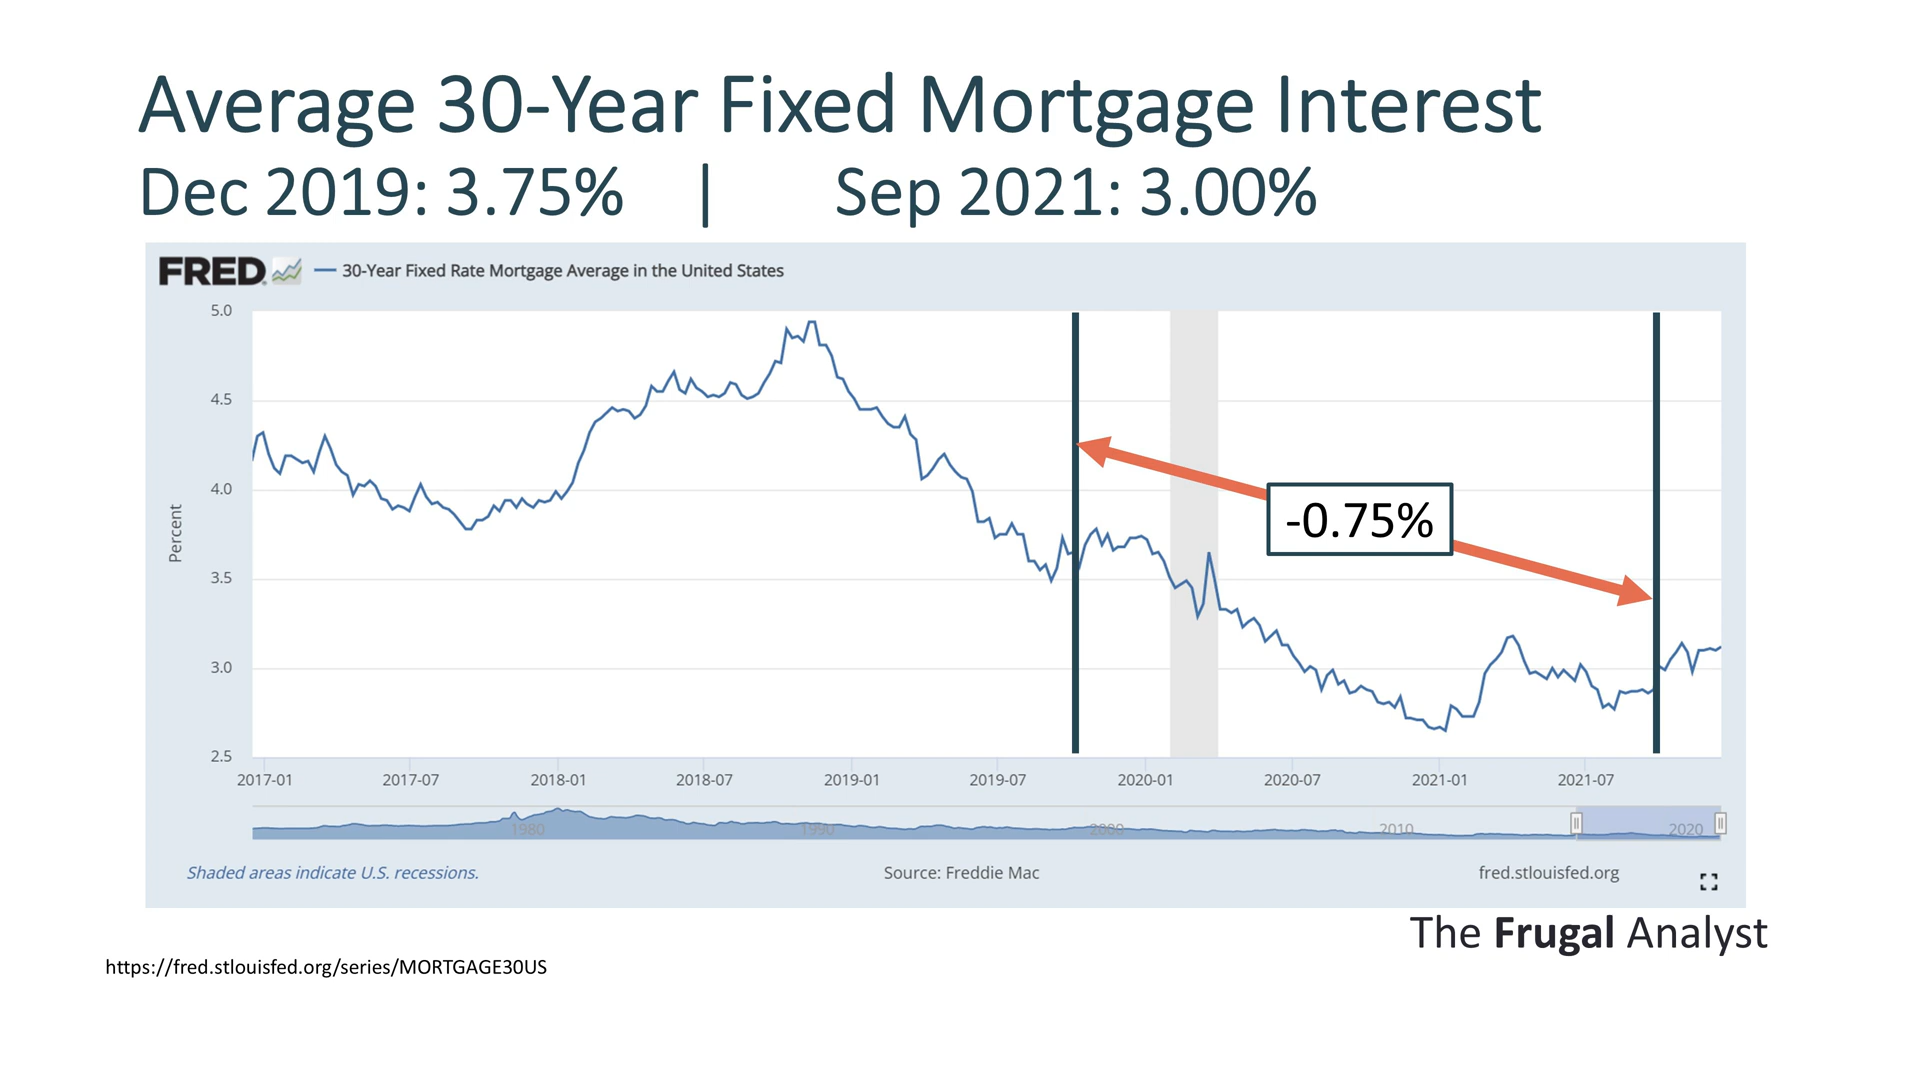 Average 30-Year Fixed Mortgage Interest
Dec 2019: 3.75% | Sep 2021: 3.00%
FRED 30-Year Fixed Rate Mortgage Average in the United States
5.0
4.5
4.0
3.5
3.0
2.5
Percent
-0.75%
2017-01 2017-07 2018-01 2018-07 2019-01 2019-07 2020-01 2020-07 2021-01 2021-07
1980 1990 2000 2010 2020
Shaded areas indicate U.S. recessions. Source: Freddie Mac fred.stlouisfed.org
The Frugal Analyst
https://fred.stlouisfed.org/series/MORTGAGE30US